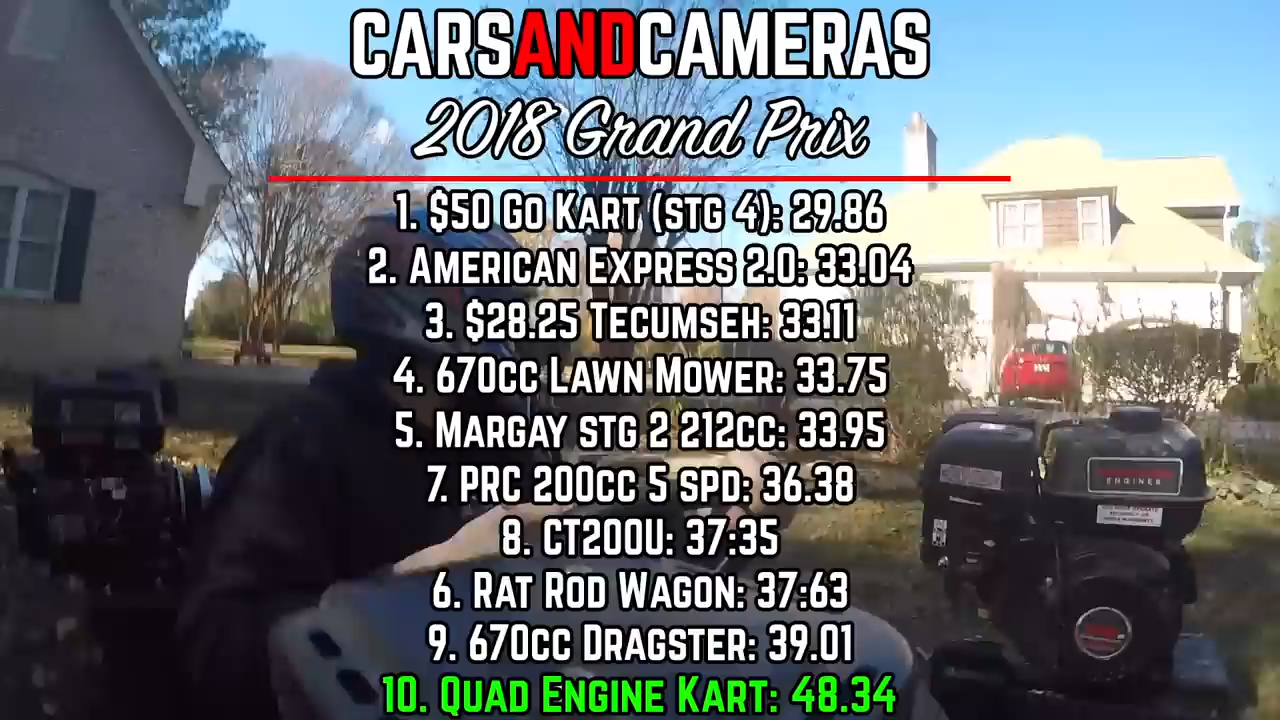 CARSANDCAMERAS
2018 Grand Prix
1. $50 Go Kart (stg 4): 29.86
2. American Express 2.0: 33.04
3. $28.25 Tecumseh: 33.11
4. 670cc Lawn Mower: 33.75
5. Margay stg 2 212cc: 33.95
7. PRC 200cc 5 spd: 36.38
8. CT200U: 37:35
6. Rat Rod Wagon: 37:63
9. 670cc Dragster: 39.01
10. Quad Engine Kart: 48.34
ENGINES